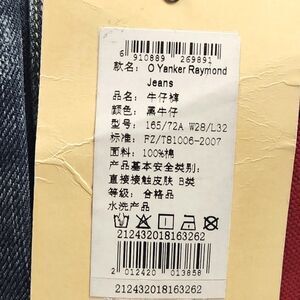 6 910889 269891
款名: O Yanker Raymond
Jeans
品名: 牛仔裤
颜色: 黑牛仔
型号: 165/72A W28/L32
标准: FZ/T81006-2007
面料: 100%棉
产品基本安全类别:
直接接触皮肤 B类
等级: 合格品
水洗产品
212432018163262
2 012420 013858
212432018163262